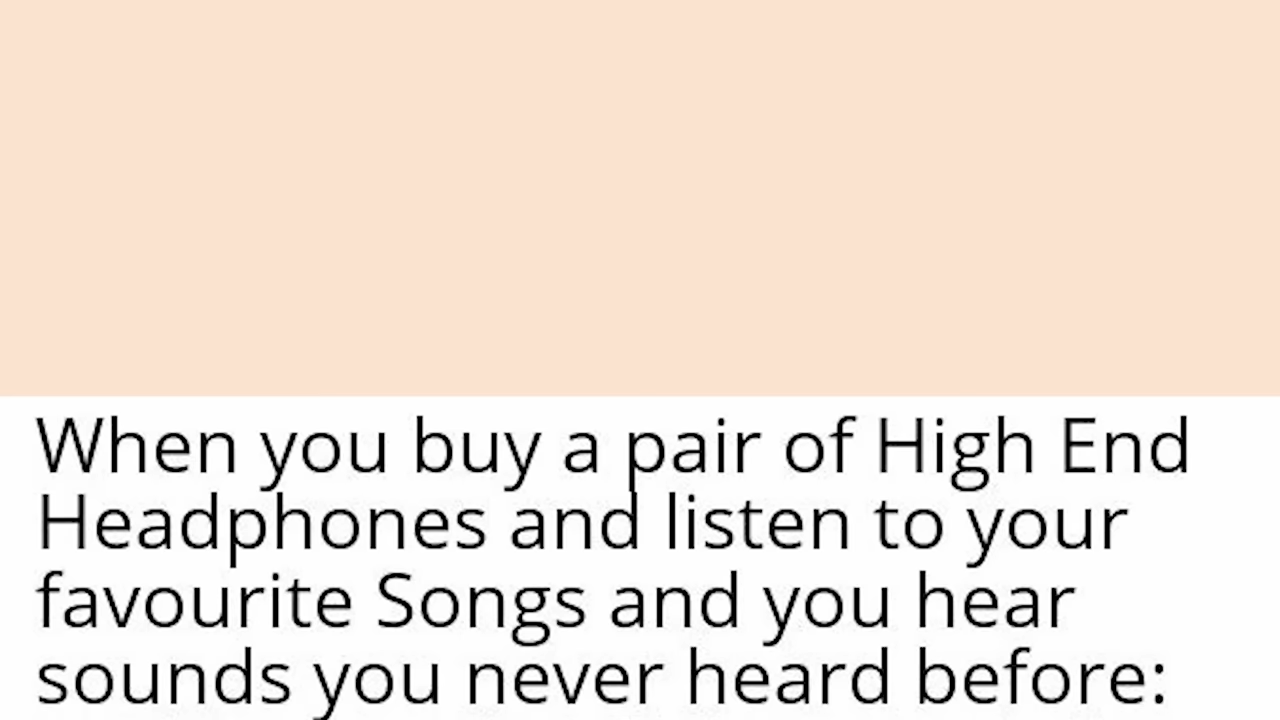 When you buy a pair of High End
Headphones and listen to your
favourite Songs and you hear
sounds you never heard before: